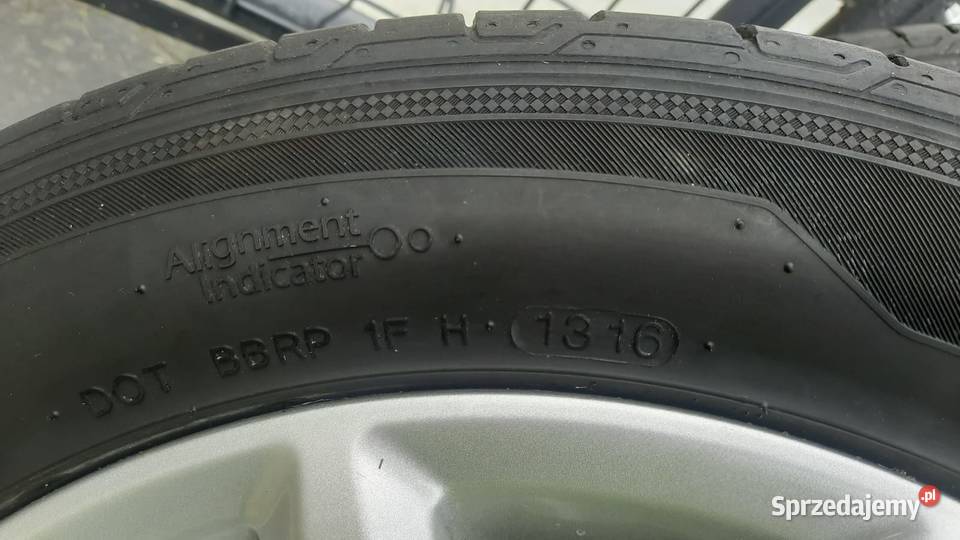 Alignment
Indicator
DOT BBRP 1F H 1316
Sprzedajemy.pl